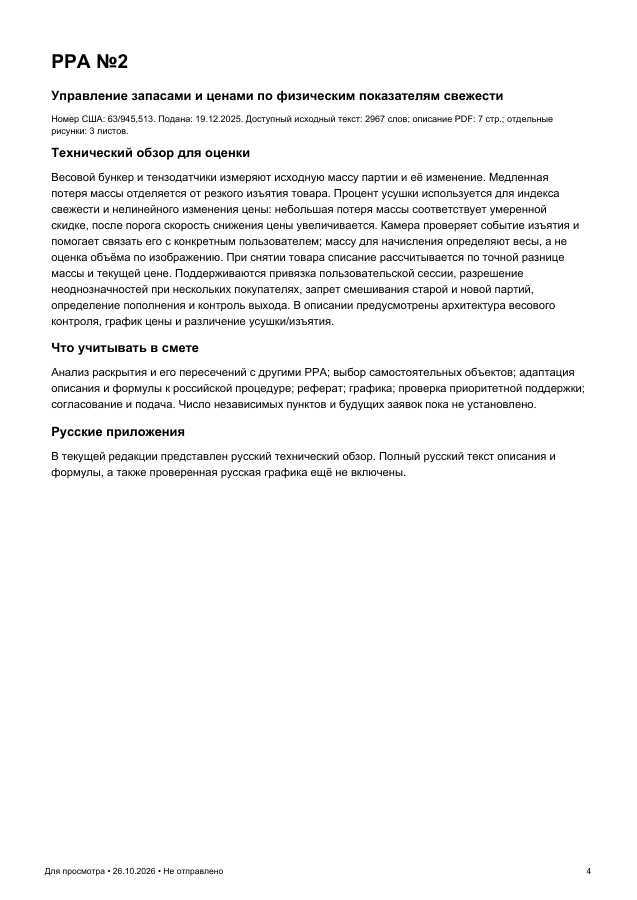 PPA №2
Управление запасами и ценами по физическим показателям свежести
Номер США: 63/945,513. Подана: 19.12.2025. Доступный исходный текст: 2967 слов; описание PDF: 7 стр.; отдельные
рисунки: 3 листов.
Технический обзор для оценки
Весовой бункер и тензодатчики измеряют исходную массу партии и её изменение. Медленная
потеря массы отделяется от резкого изъятия товара. Процент усушки используется для индекса
свежести и нелинейного изменения цены: небольшая потеря массы соответствует умеренной
скидке, после порога скорость снижения цены увеличивается. Камера проверяет событие изъятия и
помогает связать его с конкретным пользователем; массу для начисления определяют весы, а не
оценка объёма по изображению. При снятии товара списание рассчитывается по точной разнице
массы и текущей цене. Поддерживаются привязка пользовательской сессии, разрешение
неоднозначностей при нескольких покупателях, запрет смешивания старой и новой партий,
определение пополнения и контроль выхода. В описании предусмотрены архитектура весового
контроля, график цены и различение усушки/изъятия.
Что учитывать в смете
Анализ раскрытия и его пересечений с другими PPA; выбор самостоятельных объектов; адаптация
описания и формулы к российской процедуре; реферат; графика; проверка приоритетной поддержки;
согласование и подача. Число независимых пунктов и будущих заявок пока не установлено.
Русские приложения
В текущей редакции представлен русский технический обзор. Полный русский текст описания и
формулы, а также проверенная русская графика ещё не включены.
Для просмотра • 26.10.2026 • Не отправлено
4